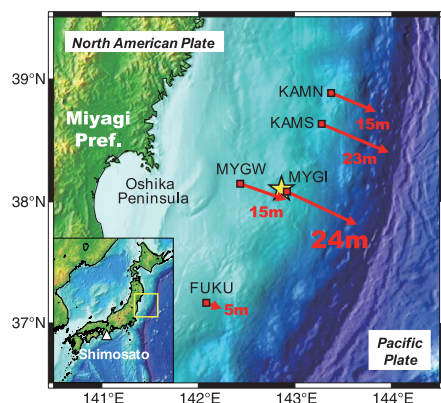 North American Plate
39°N
KAMN
15m
Miyagi
Pref.
KAMS
23m
MYGW
MYGI
Oshika
Peninsula
38°N
15m
24m
FUKU
5m
37°N
Shimosato
Pacific
Plate
141°E
142°E
143°E
144°E